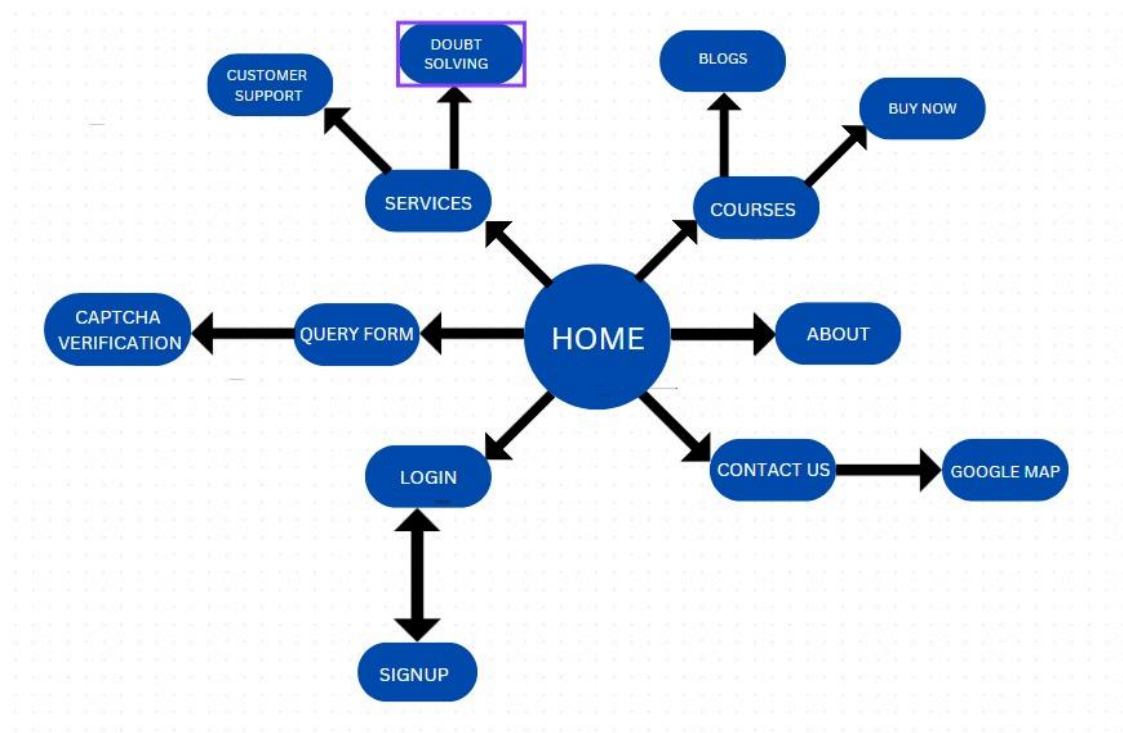 DOUBT
SOLVING
BLOGS
CUSTOMER
SUPPORT
BUY NOW
SERVICES
COURSES
CAPTCHA
VERIFICATION
QUERY FORM
HOME
ABOUT
LOGIN
CONTACT US
GOOGLE MAP
SIGNUP